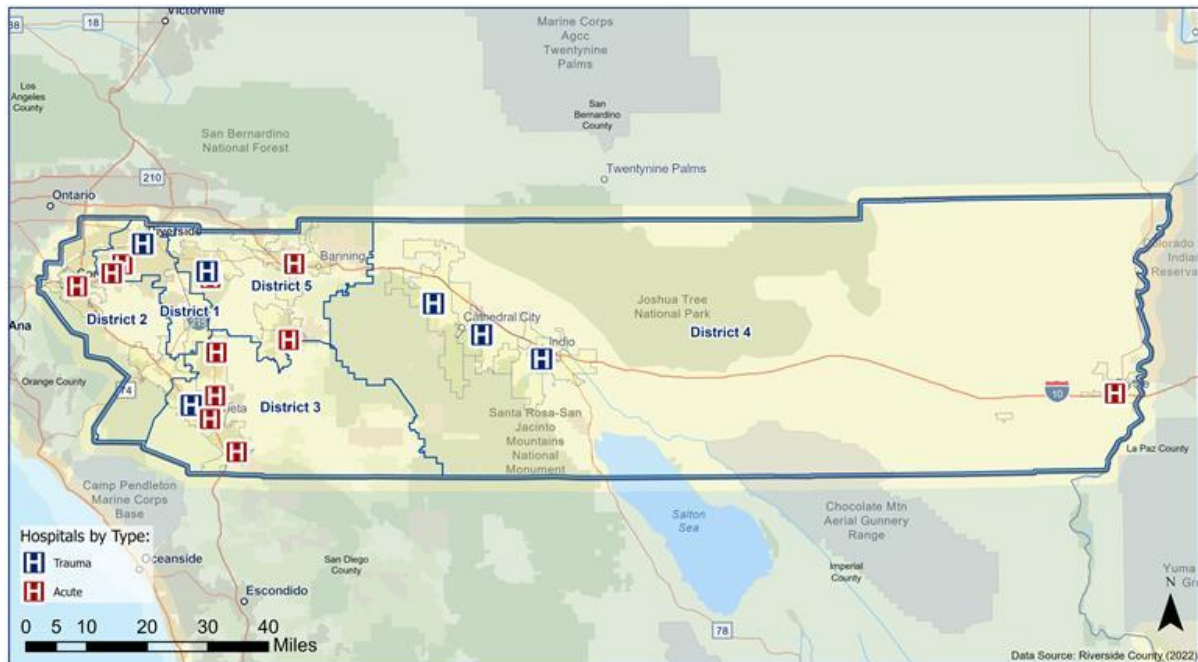 Victorville
18
Marine Corps
Agcc
Twentynine
Palms
Los
Angeles
County
San
Bernardino
County
San Bernardino
National Forest
Twentynine Palms
210
Ontario
Riverside
Banning
District 5
District 2
District 1
Cathedral City
Joshua Tree
National Park
District 4
Indio
Orange County
74
District 3
10
Santa Rosa-San
Jacinto
Mountains
National
Monument
La Paz County
Camp Pendleton
Marine Corps
Base
Chocolate Mtn
Aerial Gunnery
Range
Salton
Sea
Hospitals by Type:
H Trauma
H Acute
Oceanside
San Diego
County
Imperial
County
Escondido
Yuma
N
78
0 5 10 20 30 40
Miles
Data Source: Riverside County (2022)